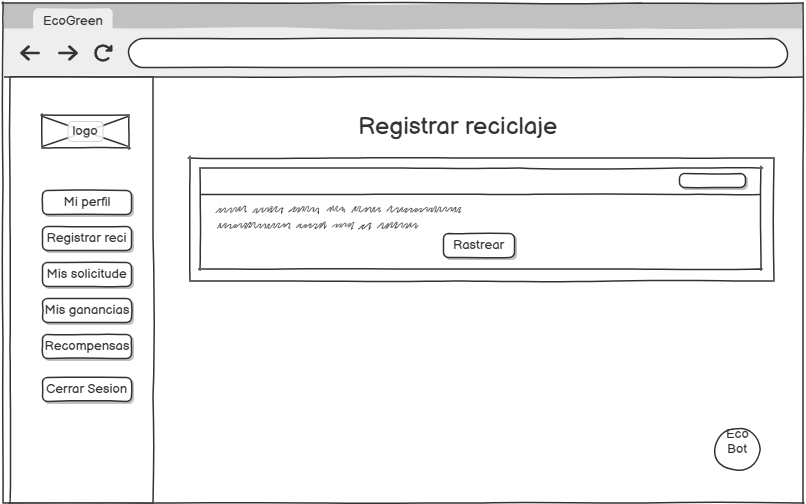 EcoGreen
logo
Mi perfil
Registrar reci
Mis solicitude
Mis ganancias
Recompensas
Cerrar Sesion
Registrar reciclaje
Rastrear
Eco
Bot